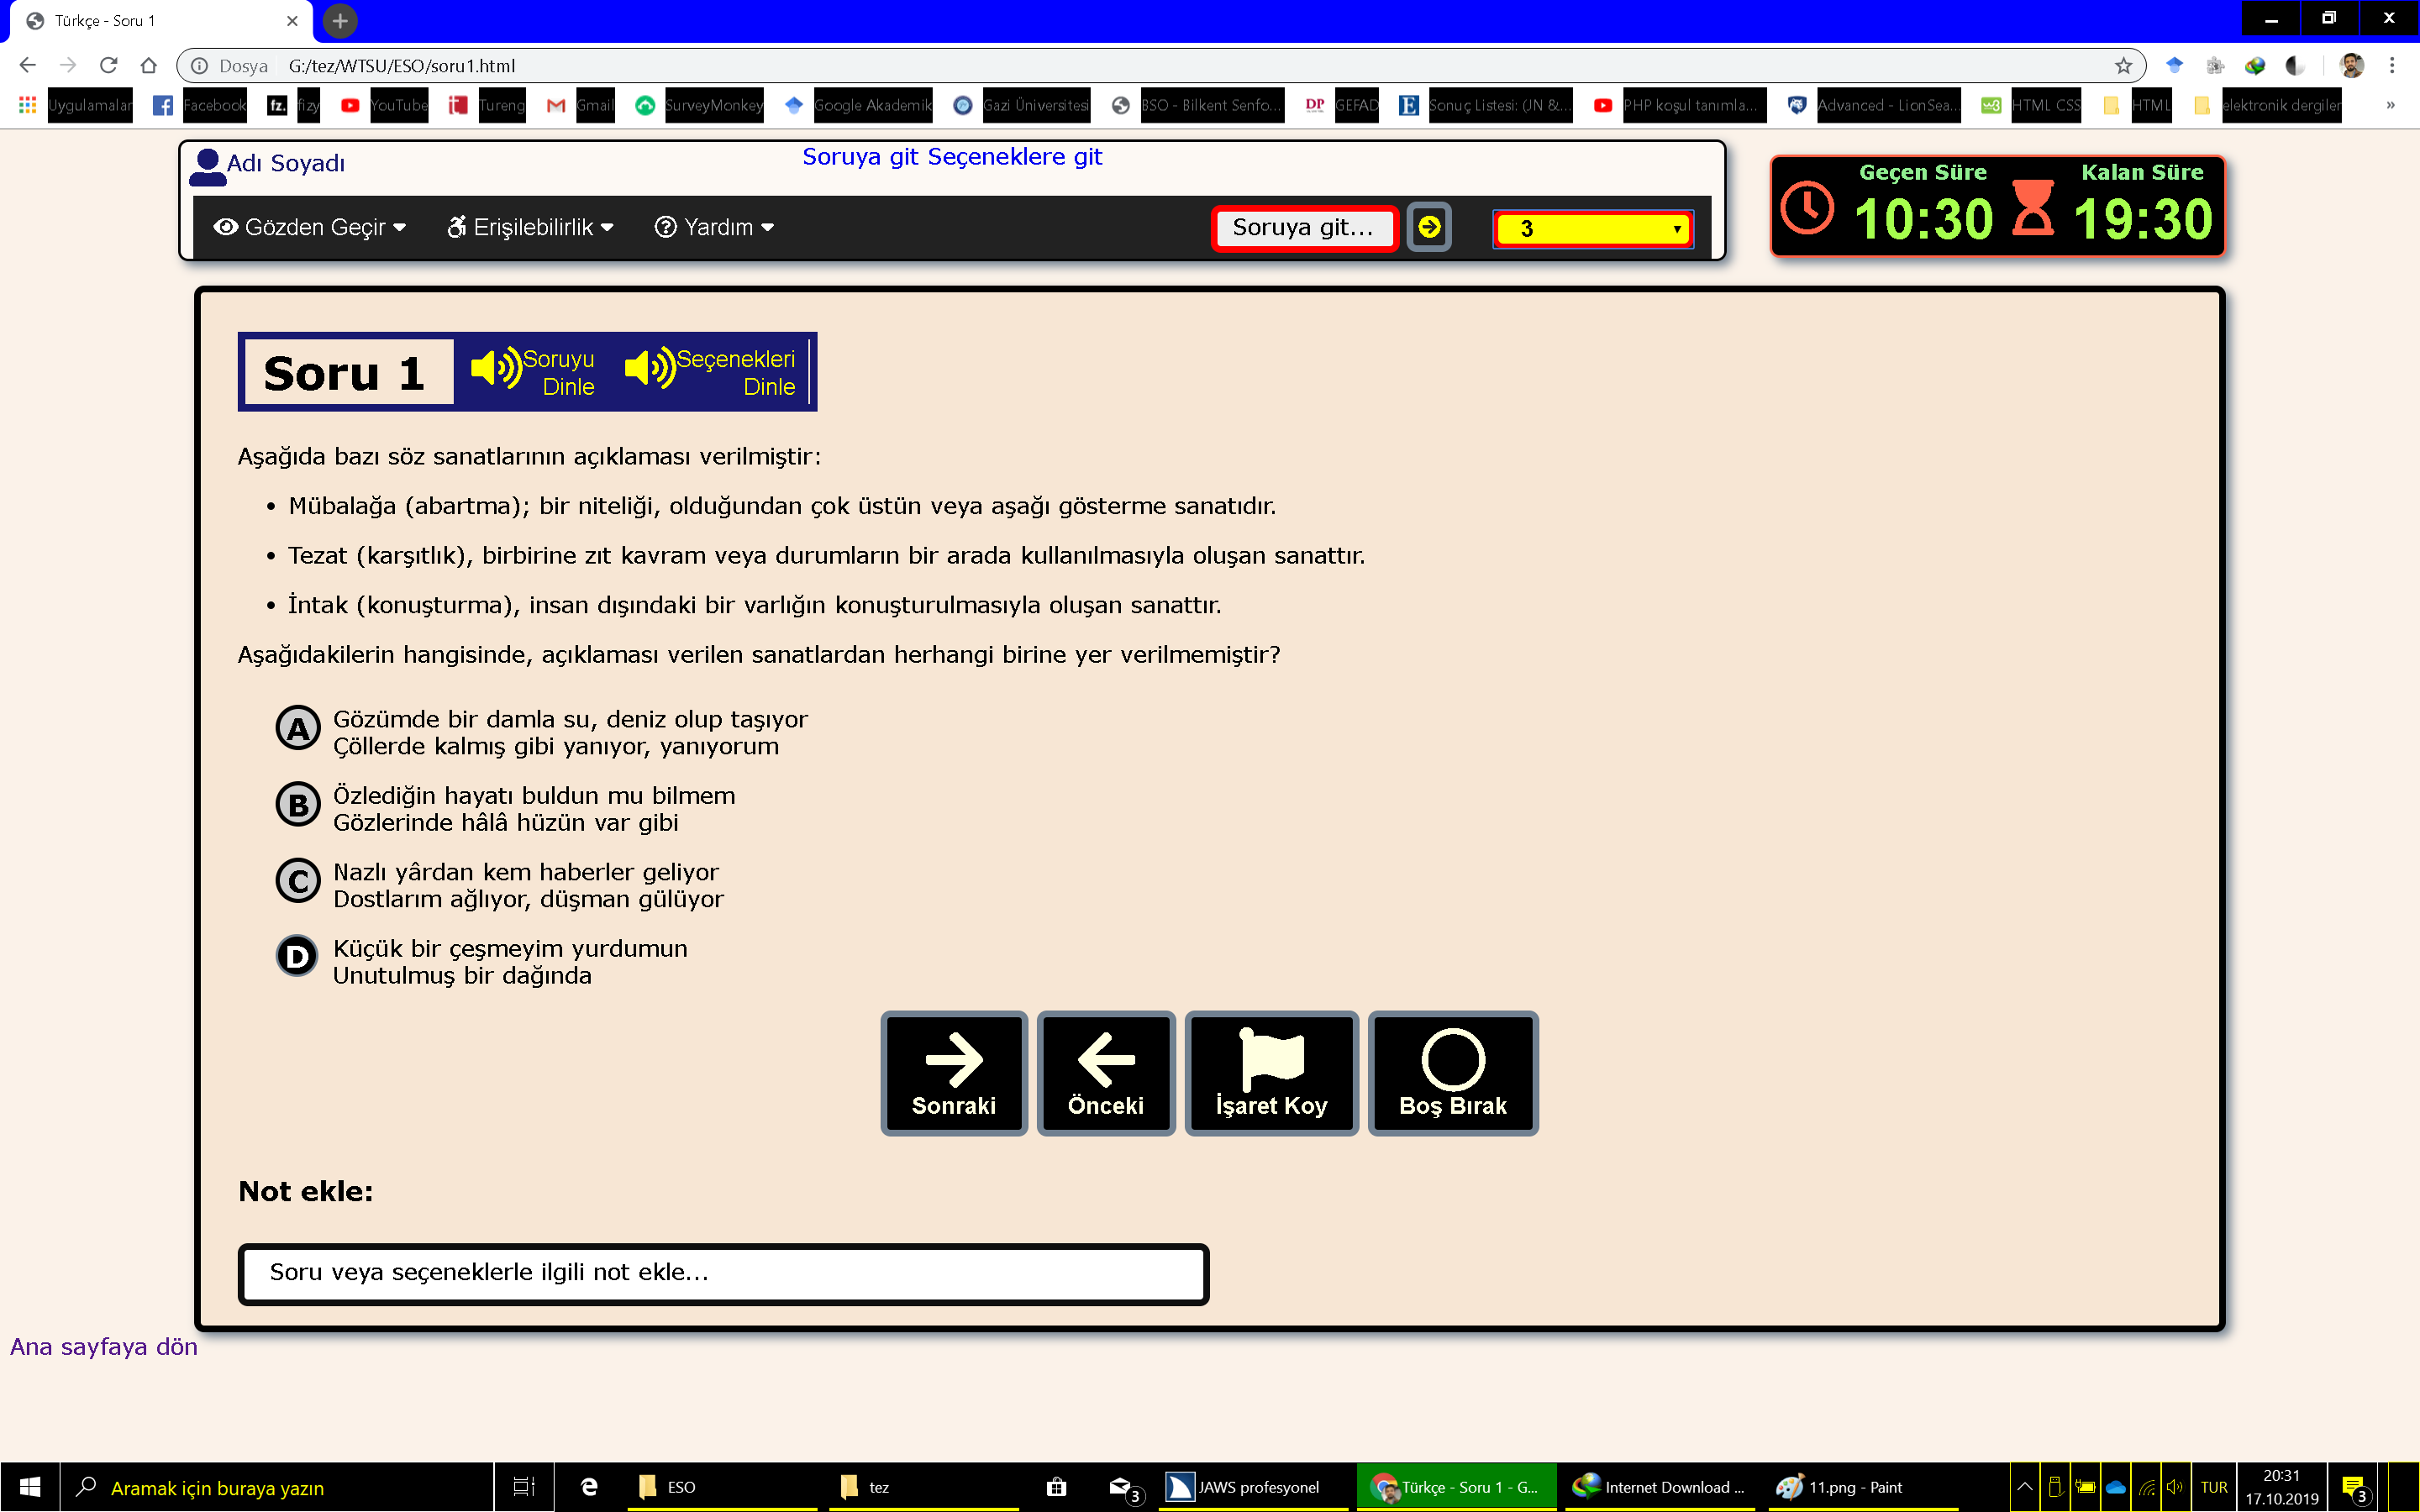 Türkçe - Soru 1
Dosya G:/tez/WTSU/ESO/soru1.html
Uygulamalar Facebook fizy YouTube Tureng Gmail SurveyMonkey Google Akademik Gazi Üniversitesi BSO - Bilkent Senfo... GEFAD Sonuç Listesi: (JN &... PHP koşul tanımla... Advanced - LionSea... HTML CSS HTML elektronik dergiler »
Adı Soyadı
Soruya git Seçeneklere git
Gözden Geçir Erişilebilirlik Yardım Soruya git... 3
Geçen Süre Kalan Süre
10:30 19:30
Soru 1
Soruyu Dinle
Seçenekleri Dinle
Aşağıda bazı söz sanatlarının açıklaması verilmiştir:
• Mübalağa (abartma); bir niteliği, olduğundan çok üstün veya aşağı gösterme sanatıdır.
• Tezat (karşıtlık), birbirine zıt kavram veya durumların bir arada kullanılmasıyla oluşan sanattır.
• İntak (konuşturma), insan dışındaki bir varlığın konuşturulmasıyla oluşan sanattır.
Aşağıdakilerin hangisinde, açıklaması verilen sanatlardan herhangi birine yer verilmemiştir?
A Gözümde bir damla su, deniz olup taşıyor
Çöllerde kalmış gibi yanıyor, yanıyorum
B Özlediğin hayatı buldun mu bilmem
Gözlerinde hâlâ hüzün var gibi
C Nazlı yârdan kem haberler geliyor
Dostlarım ağlıyor, düşman gülüyor
D Küçük bir çeşmeyim yurdumun
Unutulmuş bir dağında
Sonraki Önceki İşaret Koy Boş Bırak
Not ekle:
Soru veya seçeneklerle ilgili not ekle...
Ana sayfaya dön
Aramak için buraya yazın
ESO tez 3 JAWS profesyonel Türkçe - Soru 1 - G... Internet Download ... 11.png - Paint TUR
20:31
17.10.2019
3